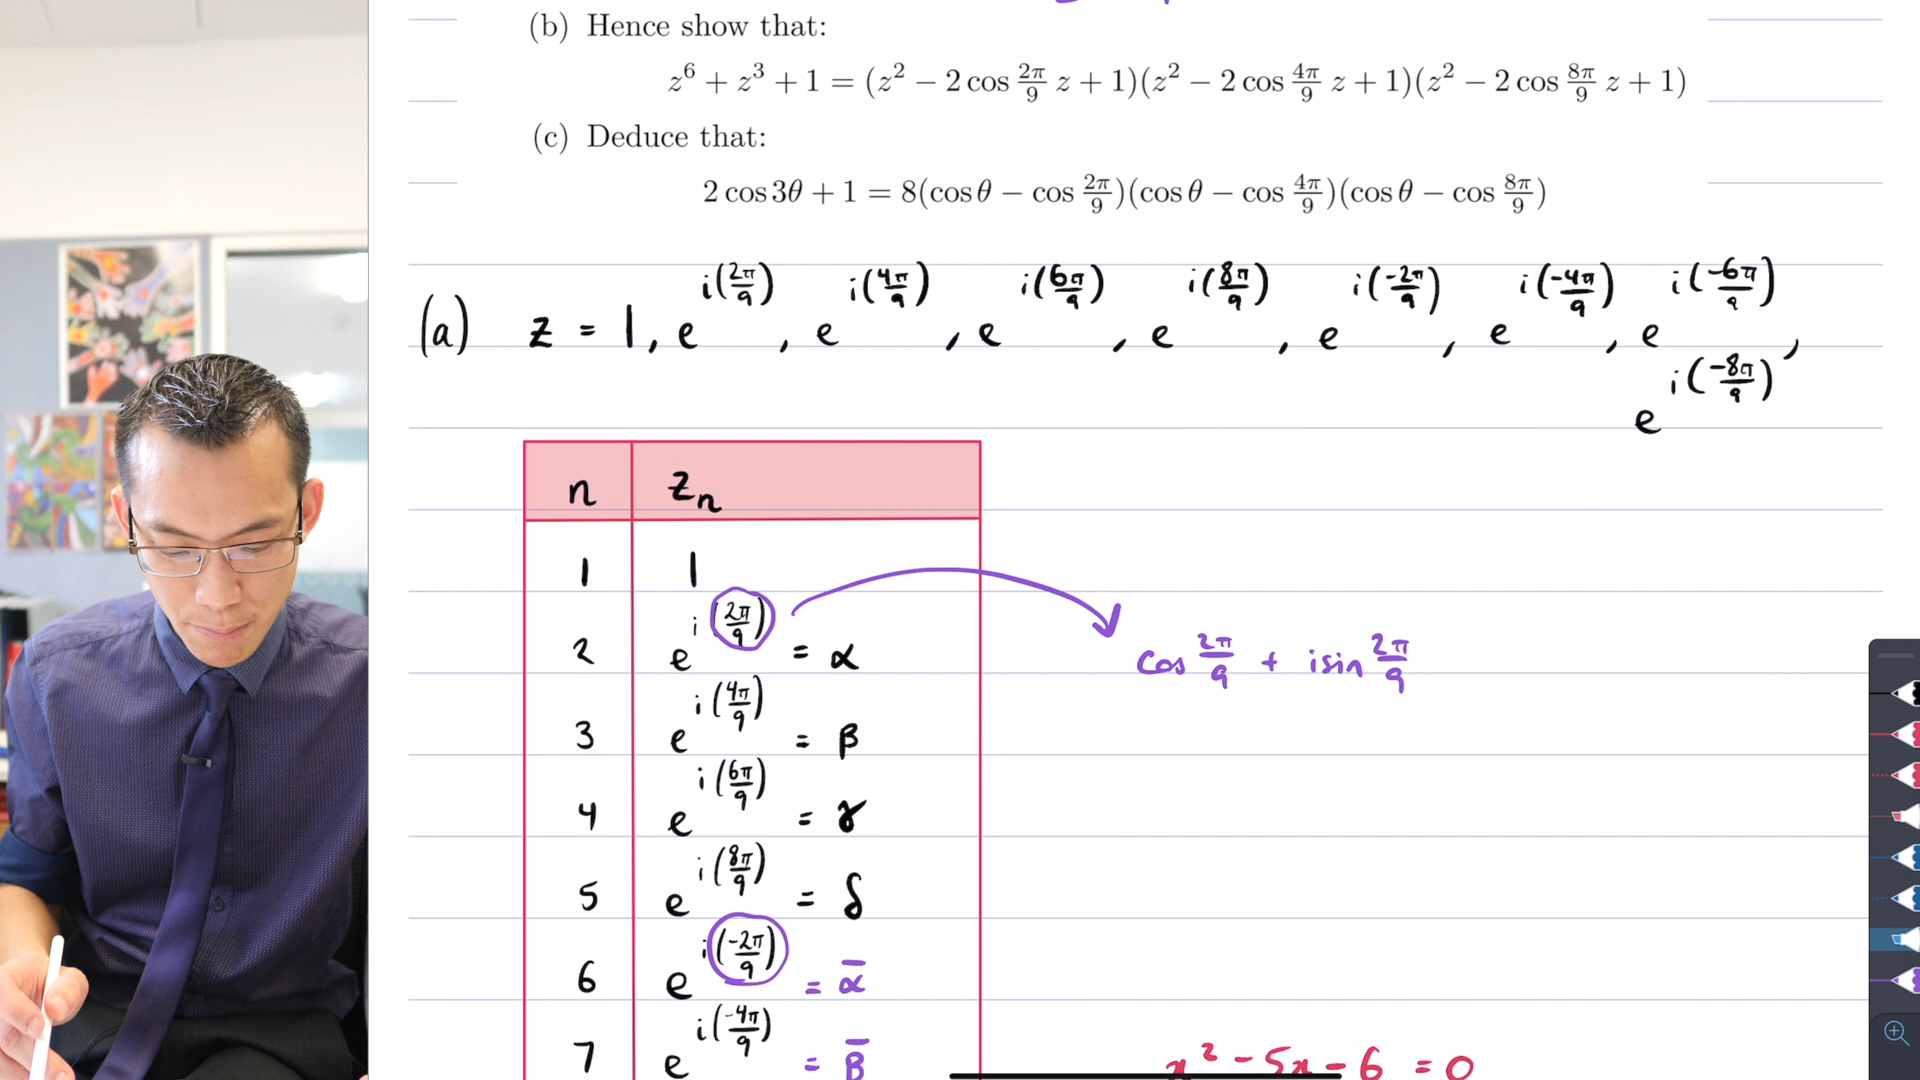 (b) Hence show that:
z⁶ + z³ + 1 = (z² − 2 cos 2π/9 z + 1)(z² − 2 cos 4π/9 z + 1)(z² − 2 cos 8π/9 z + 1)
(c) Deduce that:
2 cos 3θ + 1 = 8(cos θ − cos 2π/9)(cos θ − cos 4π/9)(cos θ − cos 8π/9)
(a) z = 1, e^i(2π/9), e^i(4π/9), e^i(6π/9), e^i(8π/9), e^i(-2π/9), e^i(-4π/9), e^i(-6π/9),
e^i(-8π/9)
n zₙ
1 1
2 e^i(2π/9) = α cos 2π/9 + i sin 2π/9
3 e^i(4π/9) = β
4 e^i(6π/9) = γ
5 e^i(8π/9) = δ
6 e^i(-2π/9) = ᾱ
7 e^i(-4π/9) = β̄
x² - 5x - 6 = 0